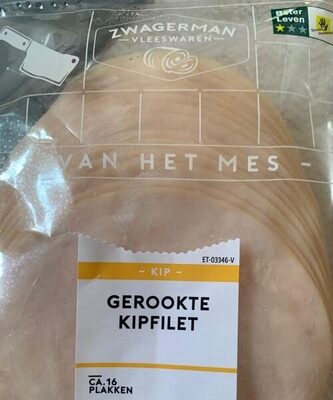 ZWAGERMAN
VLEESWAREN
Beter
Leven
VAN HET MES -
ET-03346-V
- KIP -
GEROOKTE
KIPFILET
CA. 16
PLAKKEN